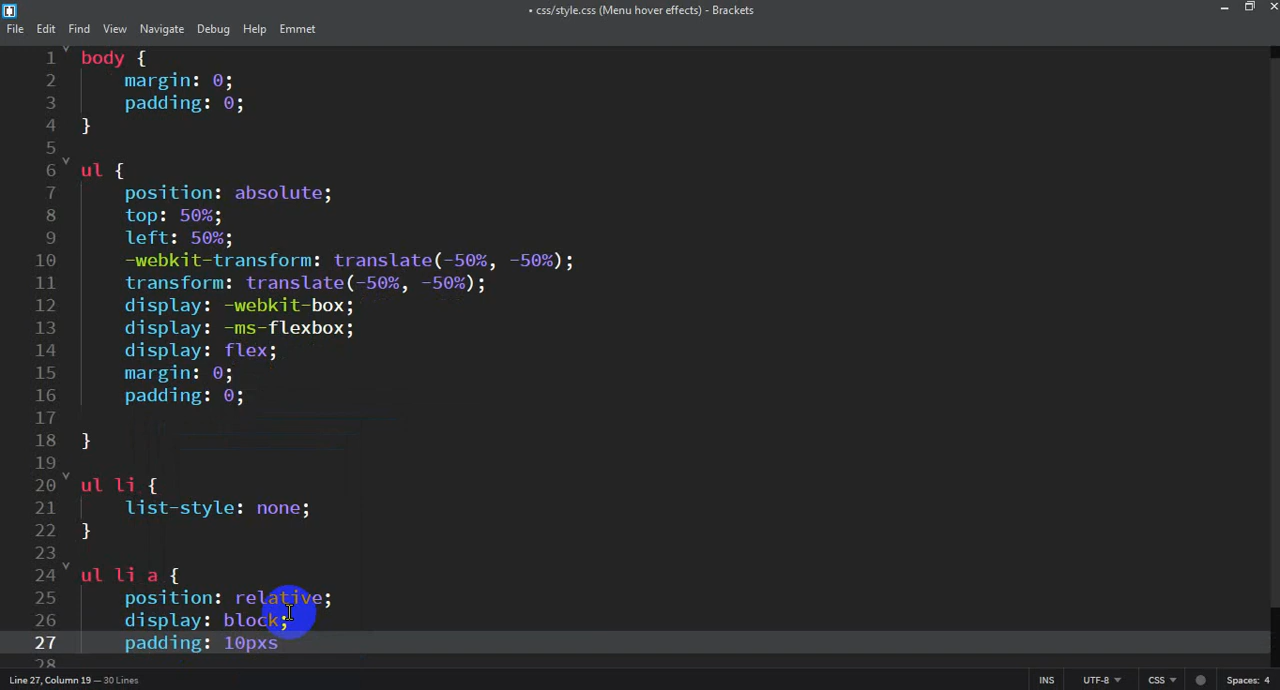 • css/style.css (Menu hover effects) - Brackets
File Edit Find View Navigate Debug Help Emmet
1 body {
2 margin: 0;
3 padding: 0;
4 }
5
6 ul {
7 position: absolute;
8 top: 50%;
9 left: 50%;
10 -webkit-transform: translate(-50%, -50%);
11 transform: translate(-50%, -50%);
12 display: -webkit-box;
13 display: -ms-flexbox;
14 display: flex;
15 margin: 0;
16 padding: 0;
17
18 }
19
20 ul li {
21 list-style: none;
22 }
23
24 ul li a {
25 position: relative;
26 display: block;
27 padding: 10pxs
28
Line 27, Column 19 — 30 Lines INS UTF-8 CSS Spaces: 4